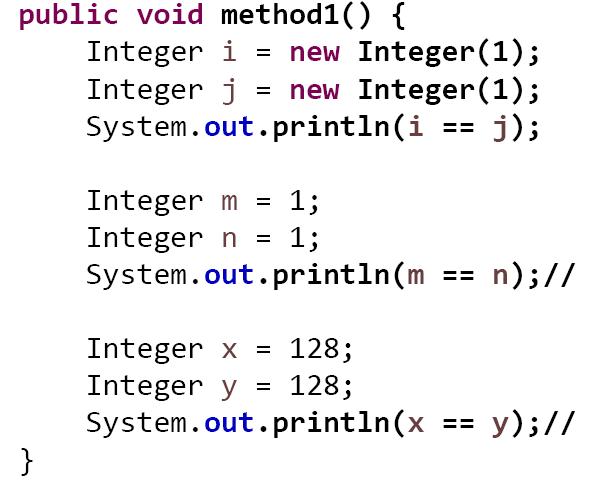 public void method1() {
Integer i = new Integer(1);
Integer j = new Integer(1);
System.out.println(i == j);
Integer m = 1;
Integer n = 1;
System.out.println(m == n);//
Integer x = 128;
Integer y = 128;
System.out.println(x == y);//
}